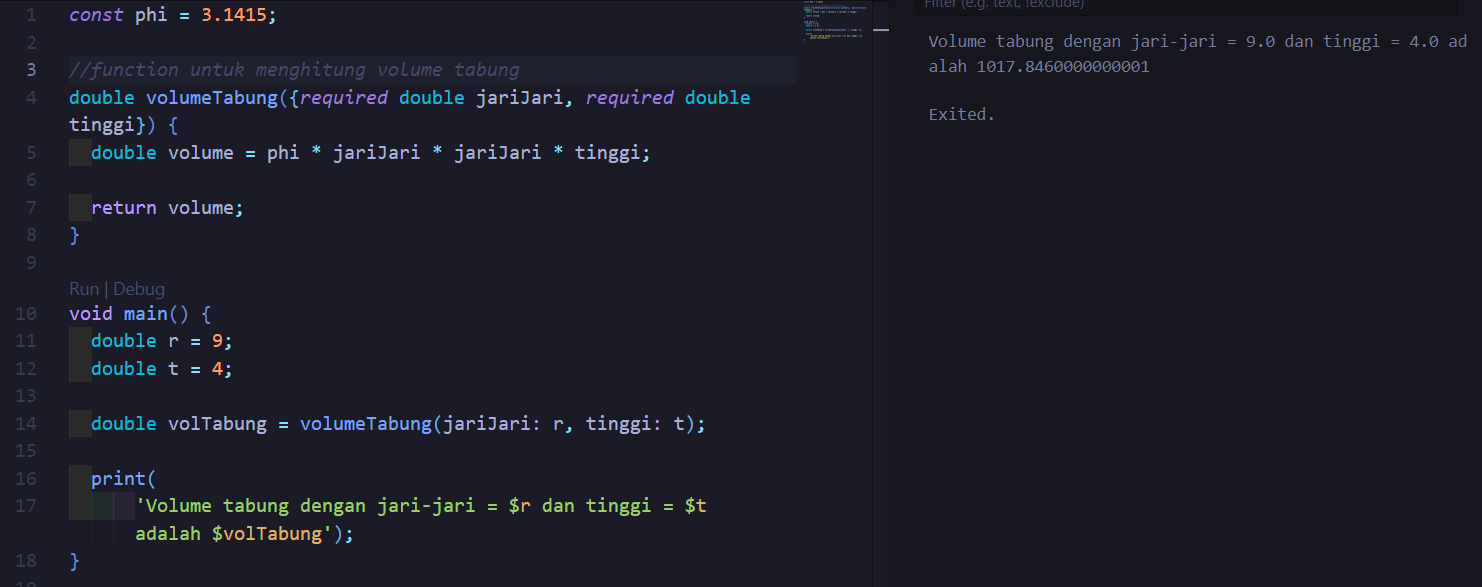 1 const phi = 3.1415;
2
3 //function untuk menghitung volume tabung
4 double volumeTabung({required double jariJari, required double
tinggi}) {
5 double volume = phi * jariJari * jariJari * tinggi;
6
7 return volume;
8 }
9
Run | Debug
10 void main() {
11 double r = 9;
12 double t = 4;
13
14 double volTabung = volumeTabung(jariJari: r, tinggi: t);
15
16 print(
17 'Volume tabung dengan jari-jari = $r dan tinggi = $t
adalah $volTabung');
18 }
19
Filter (e.g. text, !exclude)
Volume tabung dengan jari-jari = 9.0 dan tinggi = 4.0 ad
alah 1017.8460000000001
Exited.